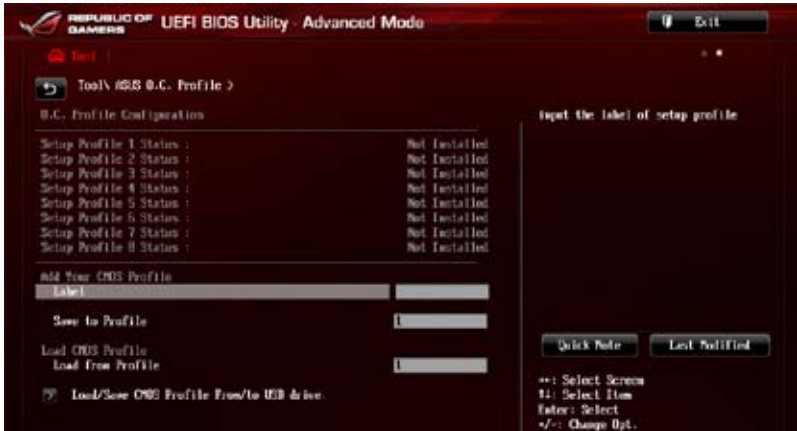 REPUBLIC OF GAMERS
UEFI BIOS Utility - Advanced Mode
Exit
Tool
Tool\ ASUS O.C. Profile >
O.C. Profile Configuration
Input the label of setup profile
Setup Profile 1 Status : Not Installed
Setup Profile 2 Status : Not Installed
Setup Profile 3 Status : Not Installed
Setup Profile 4 Status : Not Installed
Setup Profile 5 Status : Not Installed
Setup Profile 6 Status : Not Installed
Setup Profile 7 Status : Not Installed
Setup Profile 8 Status : Not Installed
Add Your CMOS Profile
Label
Save to Profile 1
Load CMOS Profile
Load from Profile 1
Load/Save CMOS Profile From/to USB drive.
Quick Note
Last Modified
↔: Select Screen
↑↓: Select Item
Enter: Select
+/-: Change Opt.